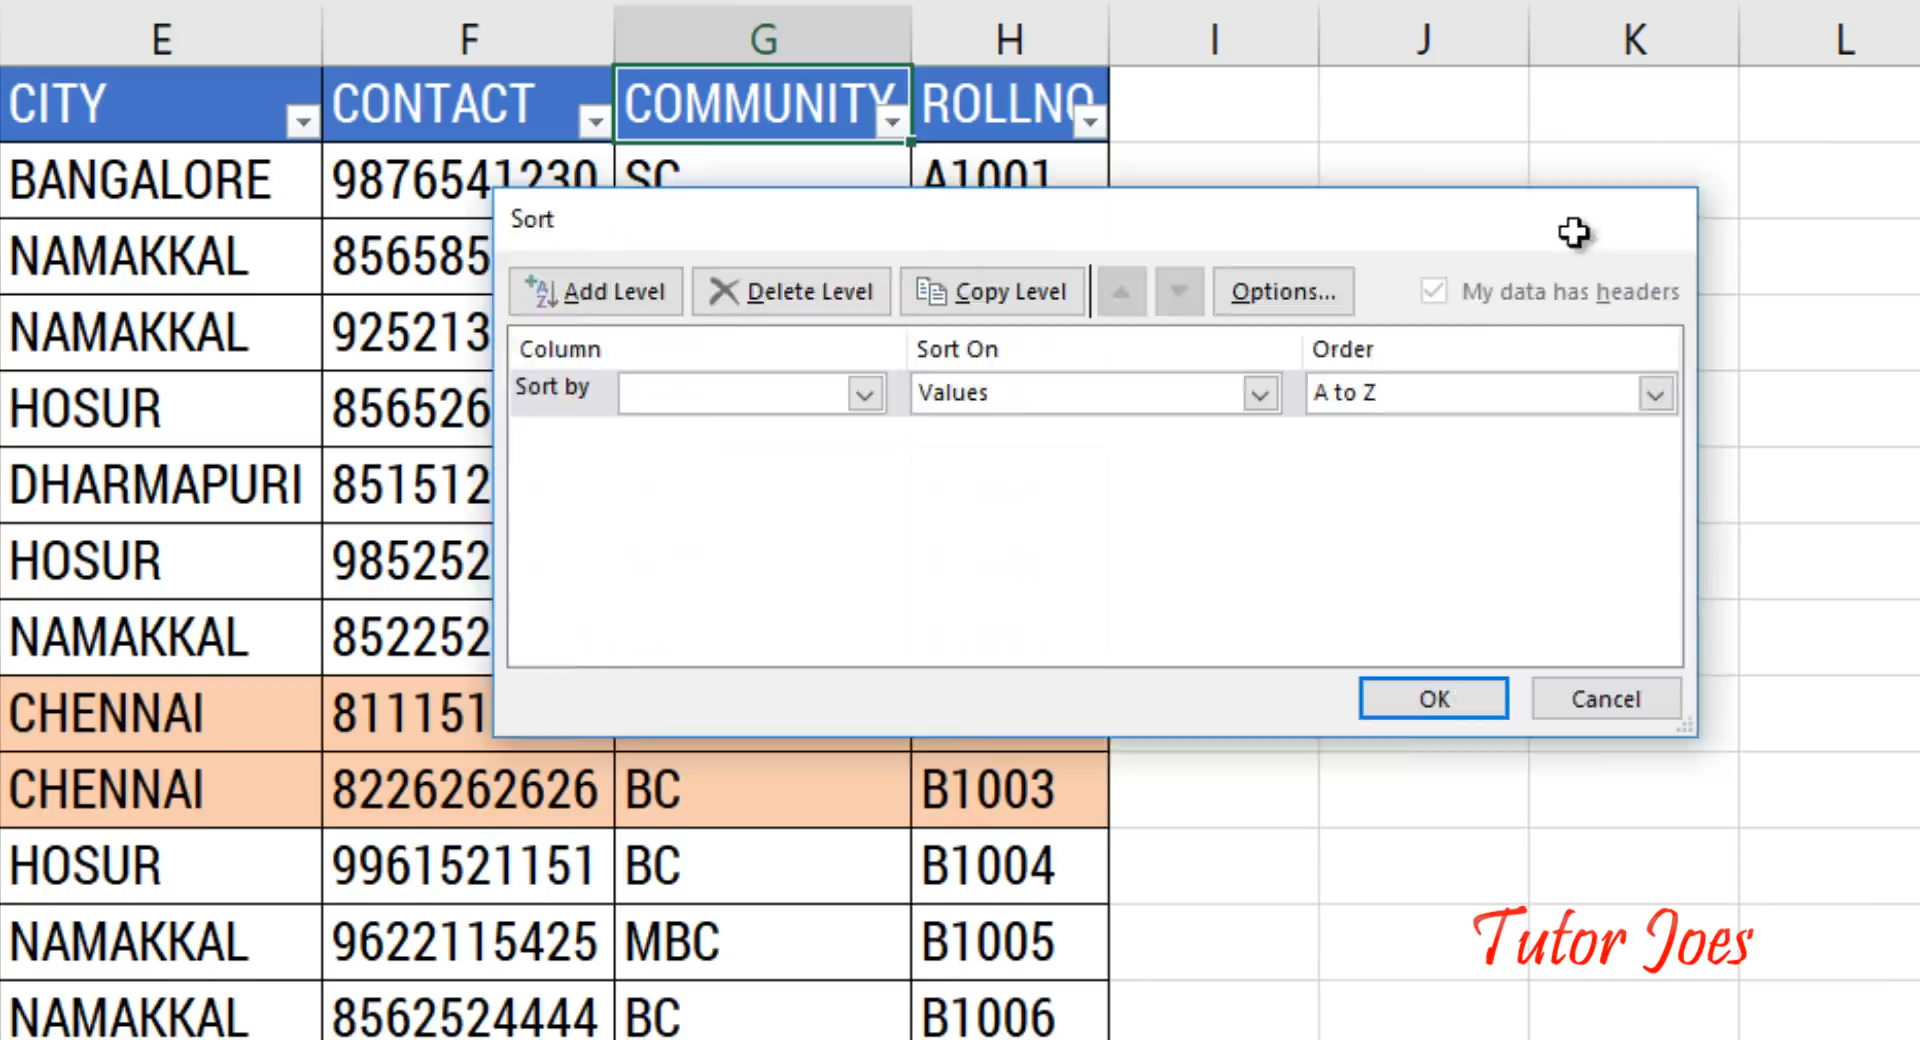 E F G H I J K L
CITY CONTACT COMMUNITY ROLLNO
BANGALORE 9876541230 SC A1001
NAMAKKAL 856585
NAMAKKAL 925213
HOSUR 856526
DHARMAPURI 851512
HOSUR 985252
NAMAKKAL 852252
CHENNAI 811151
CHENNAI 8226262626 BC B1003
HOSUR 9961521151 BC B1004
NAMAKKAL 9622115425 MBC B1005
NAMAKKAL 8562524444 BC B1006
Sort
Add Level Delete Level Copy Level Options... My data has headers
Column Sort On Order
Sort by Values A to Z
OK Cancel
Tutor Joes